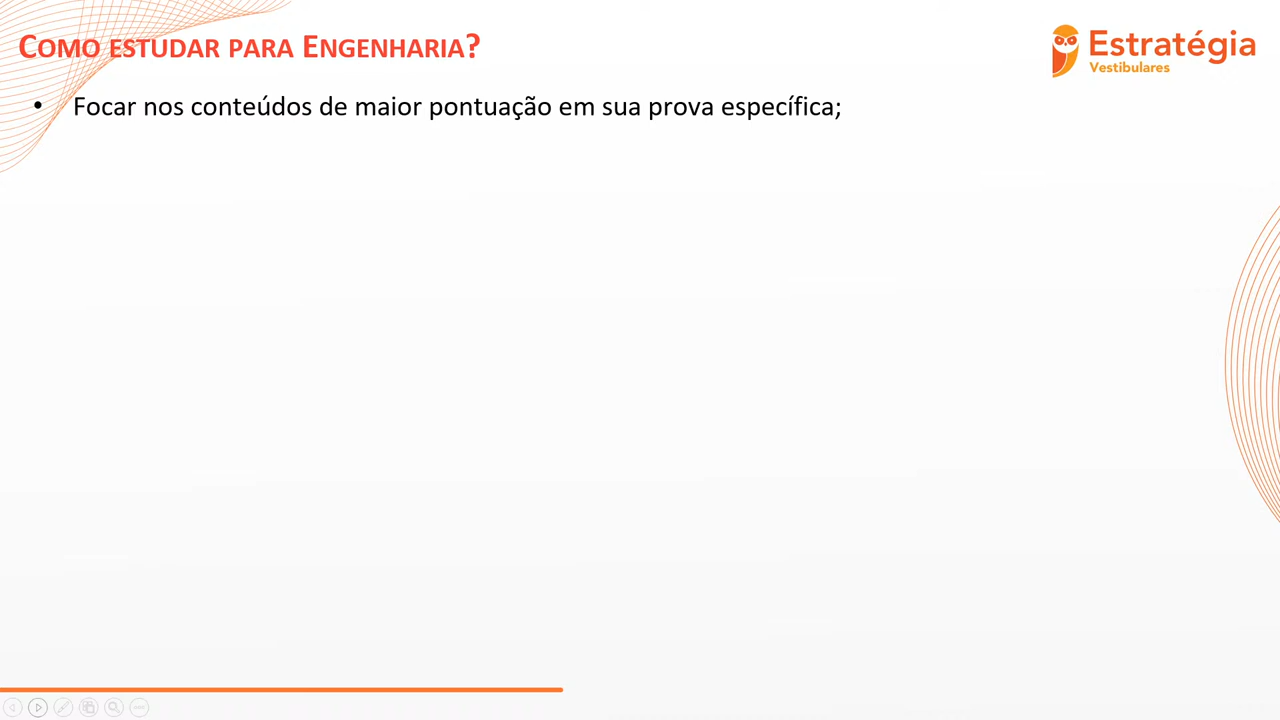 COMO ESTUDAR PARA ENGENHARIA?
Estratégia
Vestibulares
• Focar nos conteúdos de maior pontuação em sua prova específica;